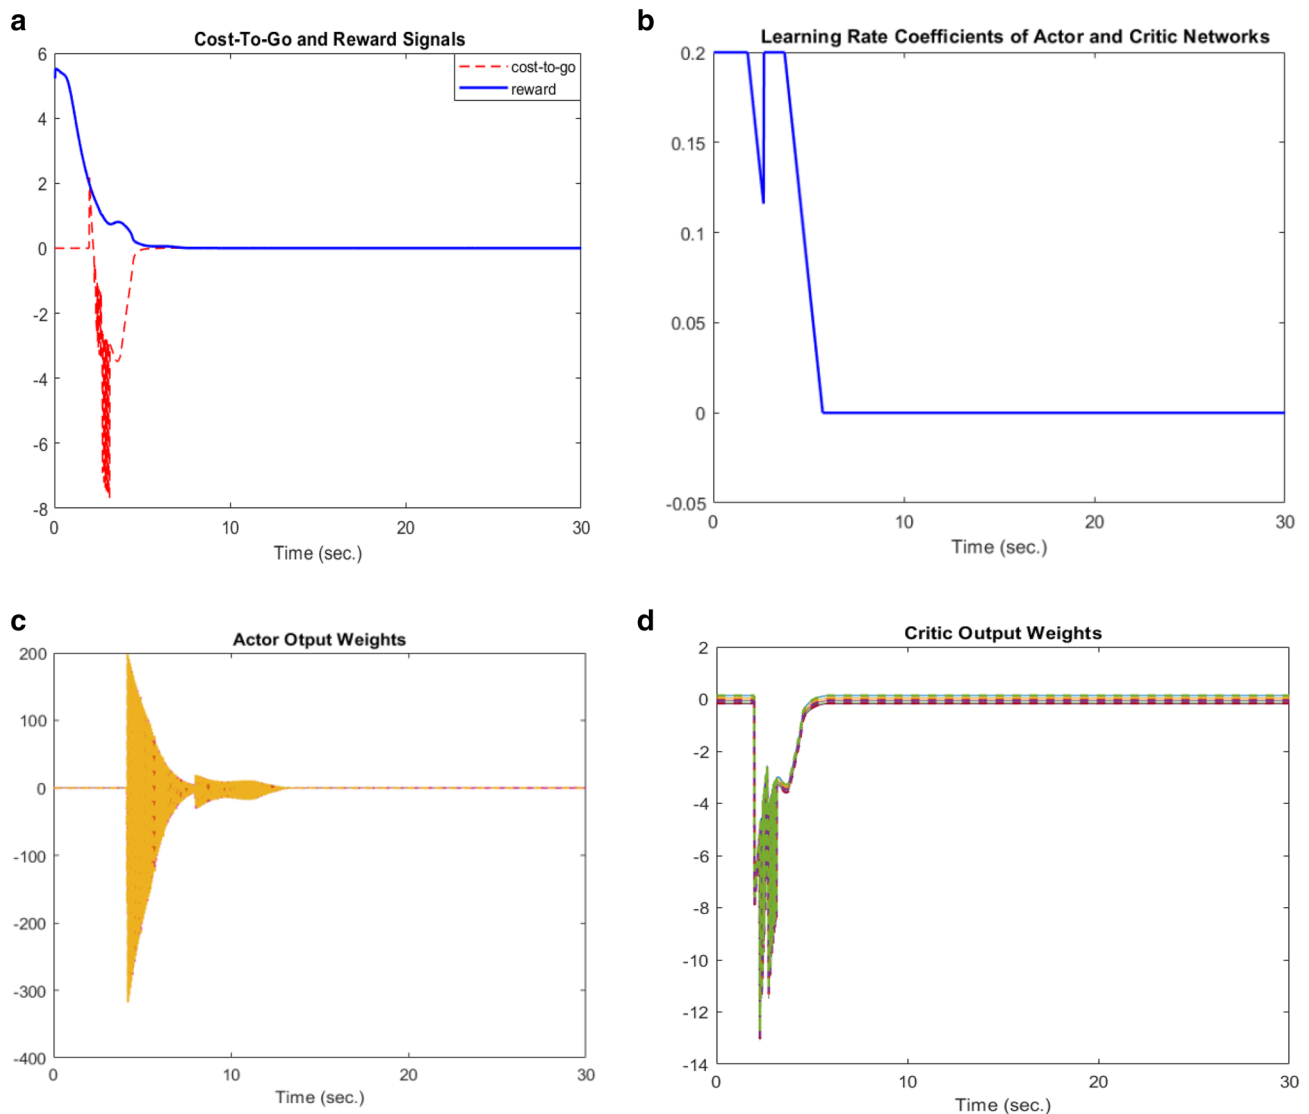 a
Cost-To-Go and Reward Signals
cost-to-go
reward
6
4
2
0
-2
-4
-6
-8
0 10 20 30
Time (sec.)
b
Learning Rate Coefficients of Actor and Critic Networks
0.2
0.15
0.1
0.05
0
-0.05
0 10 20 30
Time (sec.)
c
Actor Otput Weights
200
100
0
-100
-200
-300
-400
0 10 20 30
Time (sec.)
d
Critic Output Weights
2
0
-2
-4
-6
-8
-10
-12
-14
0 10 20 30
Time (sec.)